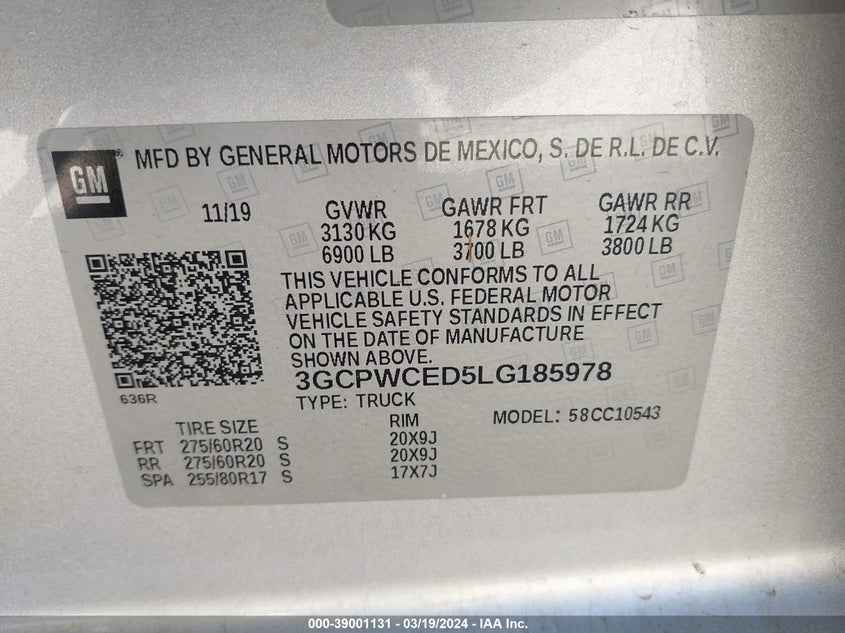 GM
MFD BY GENERAL MOTORS DE MEXICO, S. DE R.L. DE C.V.
11/19 GVWR GAWR FRT GAWR RR
3130 KG 1678 KG 1724 KG
6900 LB 3700 LB 3800 LB
THIS VEHICLE CONFORMS TO ALL
APPLICABLE U.S. FEDERAL MOTOR
VEHICLE SAFETY STANDARDS IN EFFECT
ON THE DATE OF MANUFACTURE
SHOWN ABOVE.
3GCPWCED5LG185978
636R TYPE: TRUCK MODEL: 58CC10543
TIRE SIZE RIM
FRT 275/60R20 S 20X9J
RR 275/60R20 S 20X9J
SPA 255/80R17 S 17X7J
000-39001131 - 03/19/2024 - IAA Inc.